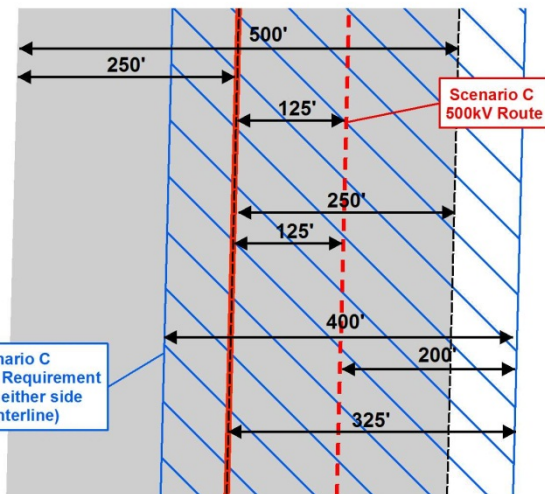 500'
250'
125'
Scenario C
500kV Route
250'
125'
400'
200'
nario C
Requirement
either side
nterline)
325'